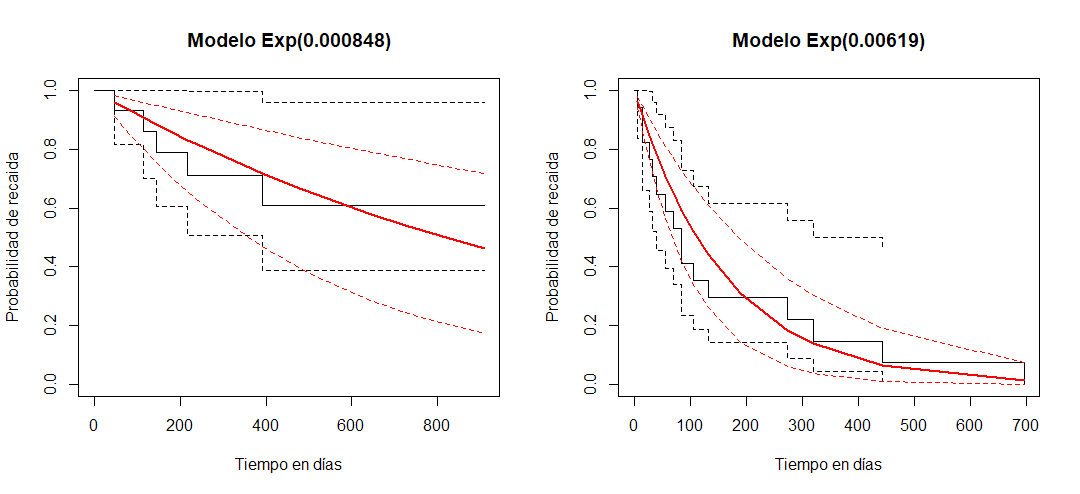 Modelo Exp(0.000848)
Probabilidad de recaida
1.0
0.8
0.6
0.4
0.2
0.0
0 200 400 600 800
Tiempo en días
Modelo Exp(0.00619)
Probabilidad de recaida
1.0
0.8
0.6
0.4
0.2
0.0
0 100 200 300 400 500 600 700
Tiempo en días